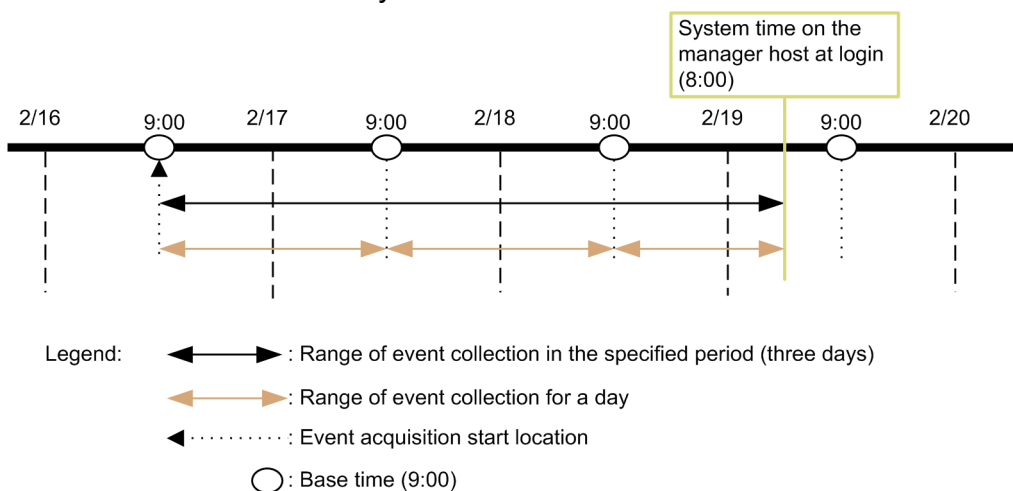 System time on the
manager host at login
(8:00)
2/16
9:00
2/17
9:00
2/18
9:00
2/19
9:00
2/20
Legend:
: Range of event collection in the specified period (three days)
: Range of event collection for a day
: Event acquisition start location
: Base time (9:00)